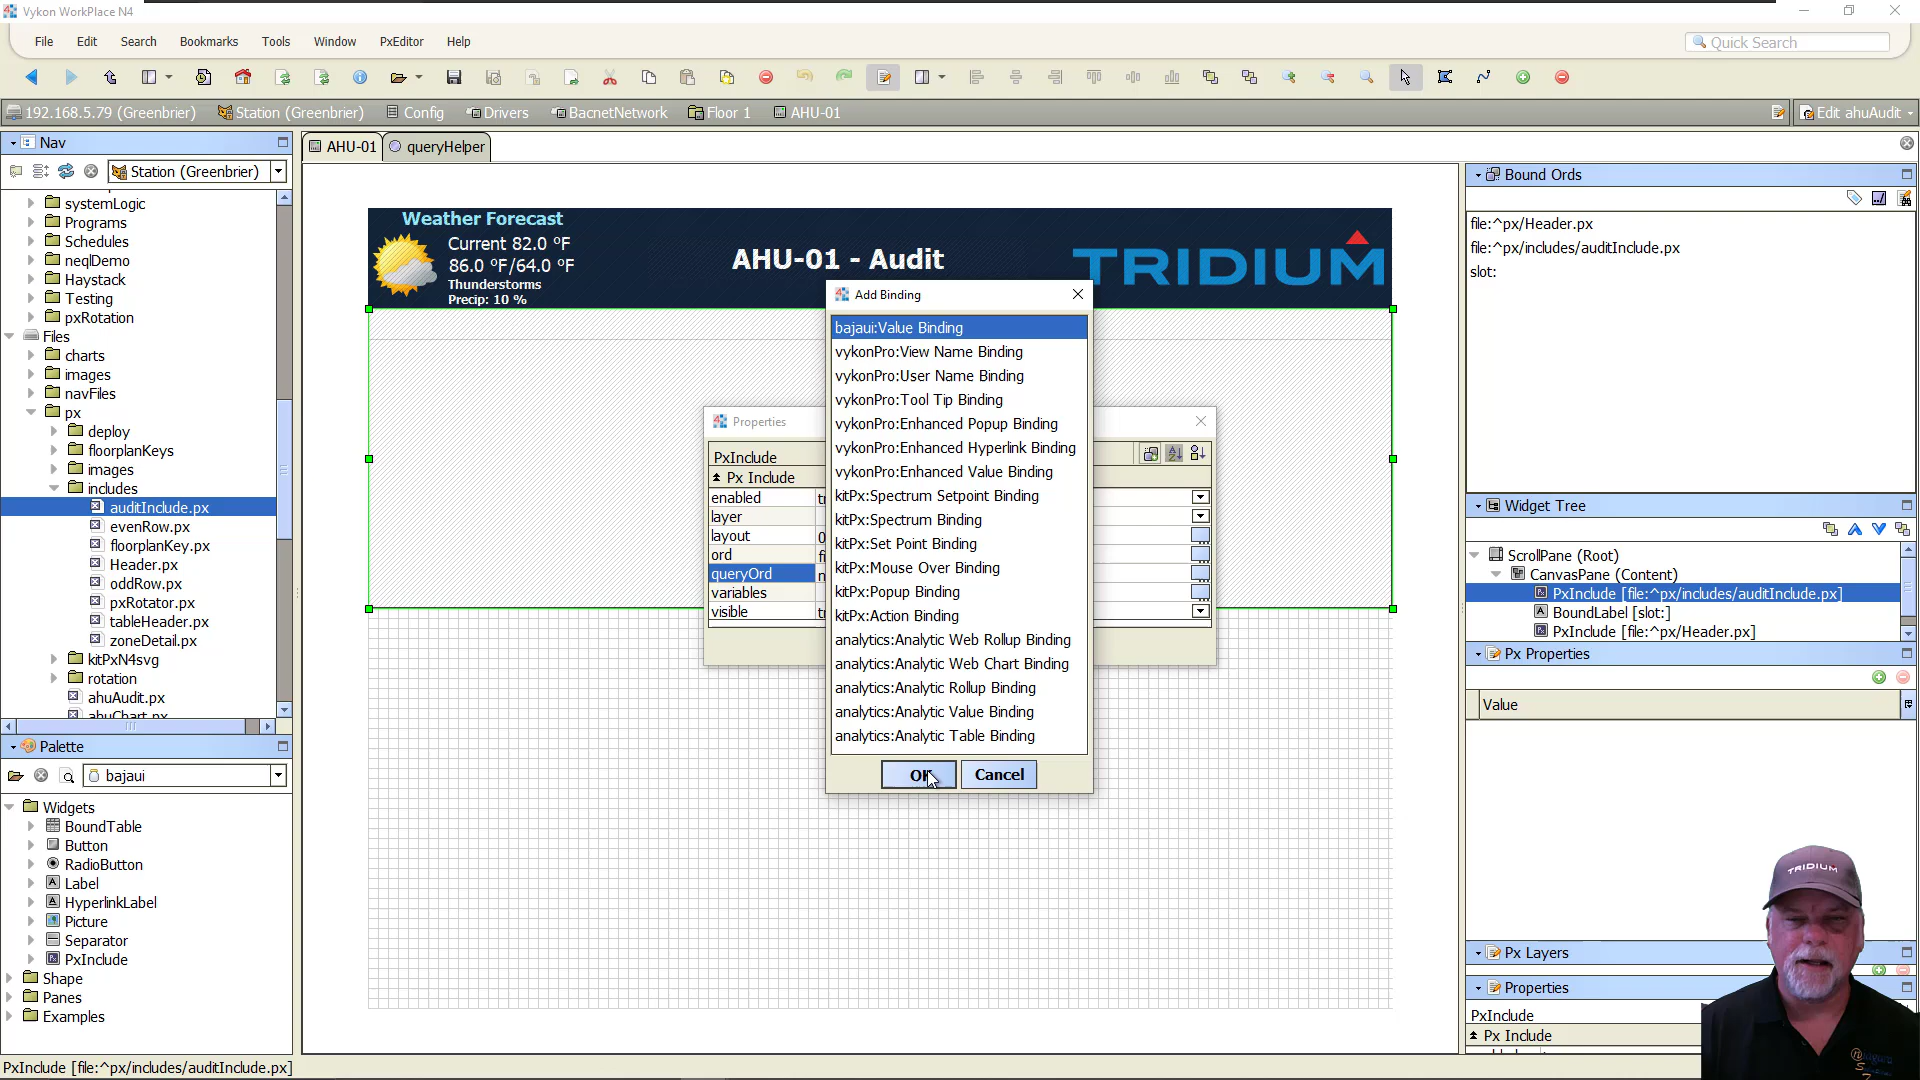 Vykon WorkPlace N4
File Edit Search Bookmarks Tools Window PxEditor Help
Quick Search
192.168.5.79 (Greenbrier) Station (Greenbrier) Config Drivers BacnetNetwork Floor 1 AHU-01 Edit ahuAudit
Nav
Station (Greenbrier)
systemLogic
Programs
Schedules
neqlDemo
Haystack
Testing
pxRotation
Files
charts
images
navFiles
px
deploy
floorplanKeys
images
includes
auditInclude.px
evenRow.px
floorplanKey.px
Header.px
oddRow.px
pxRotator.px
tableHeader.px
zoneDetail.px
kitPxN4svg
rotation
ahuAudit.px
ahuChart.px
Palette
bajaui
Widgets
BoundTable
Button
RadioButton
Label
HyperlinkLabel
Picture
Separator
PxInclude
Shape
Panes
Examples
PxInclude [file:^px/includes/auditInclude.px]
AHU-01 queryHelper
Weather Forecast
Current 82.0 ºF
86.0 ºF/64.0 ºF
Thunderstorms
Precip: 10 %
AHU-01 - Audit
TRIDIUM
Properties
PxInclude
Px Include
enabled
layer
layout
ord
queryOrd
variables
visible
Add Binding
bajaui:Value Binding
vykonPro:View Name Binding
vykonPro:User Name Binding
vykonPro:Tool Tip Binding
vykonPro:Enhanced Popup Binding
vykonPro:Enhanced Hyperlink Binding
vykonPro:Enhanced Value Binding
kitPx:Spectrum Setpoint Binding
kitPx:Spectrum Binding
kitPx:Set Point Binding
kitPx:Mouse Over Binding
kitPx:Popup Binding
kitPx:Action Binding
analytics:Analytic Web Rollup Binding
analytics:Analytic Web Chart Binding
analytics:Analytic Rollup Binding
analytics:Analytic Value Binding
analytics:Analytic Table Binding
OK Cancel
Bound Ords
file:^px/Header.px
file:^px/includes/auditInclude.px
slot:
Widget Tree
ScrollPane (Root)
CanvasPane (Content)
PxInclude [file:^px/includes/auditInclude.px]
BoundLabel [slot:]
PxInclude [file:^px/Header.px]
Px Properties
Value
Px Layers
Properties
PxInclude
Px Include
TRIDIUM